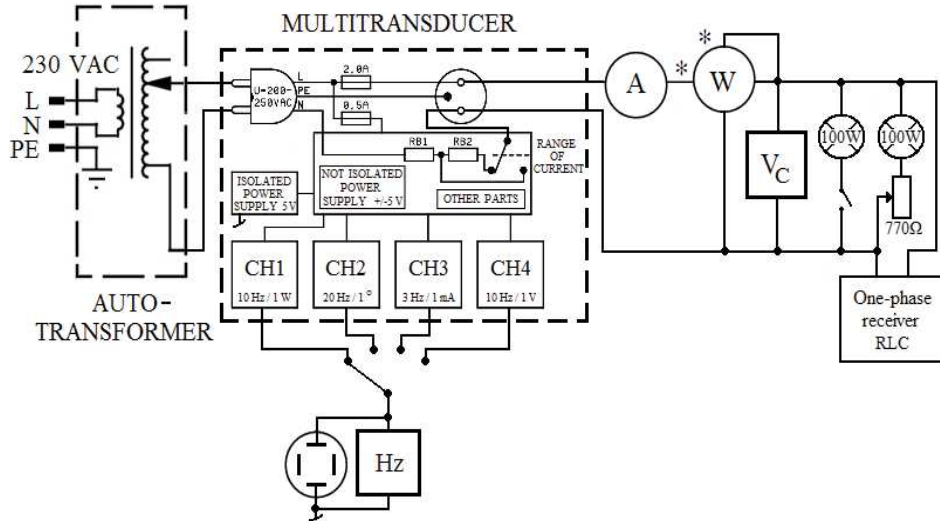 MULTITRANSDUCER
230 VAC
L
N
PE
AUTO-
TRANSFORMER
U=200-
250VAC
L
PE
N
2.0A
0.5A
RB1
RB2
RANGE
OF
CURRENT
ISOLATED
POWER
SUPPLY 5V
NOT ISOLATED
POWER
SUPPLY +/-5 V
OTHER PARTS
CH1
10 Hz / 1 W
CH2
20 Hz / 1°
CH3
3 Hz / 1 mA
CH4
10 Hz / 1 V
Hz
A
*
*
W
VC
100W
100W
770Ω
One-phase
receiver
RLC